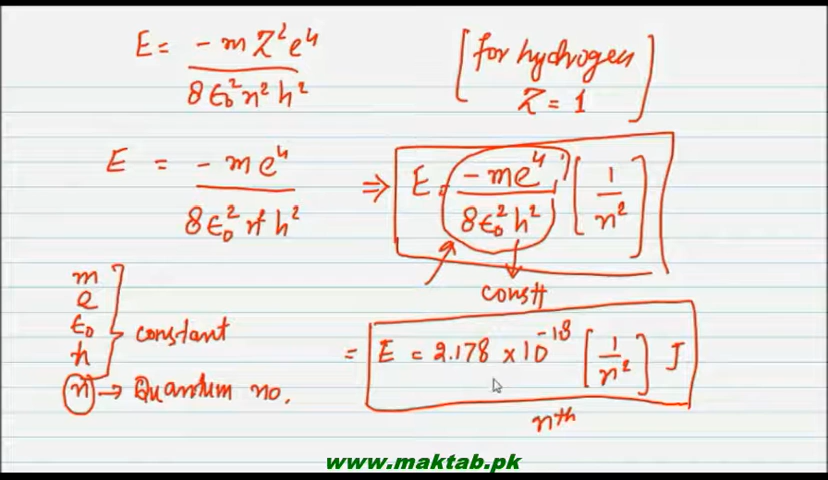 E = -mZ²e⁴ / 8ε₀²n²h²
[for hydrogen
Z = 1]
E = -me⁴ / 8ε₀²n²h² ⇒ E = -me⁴ / 8ε₀²h² [1/n²]
const
m
e
ε₀
h
} constant
n → Quantum no.
= E = 2.178 × 10⁻¹⁸ [1/n²] J
nth
www.maktab.pk